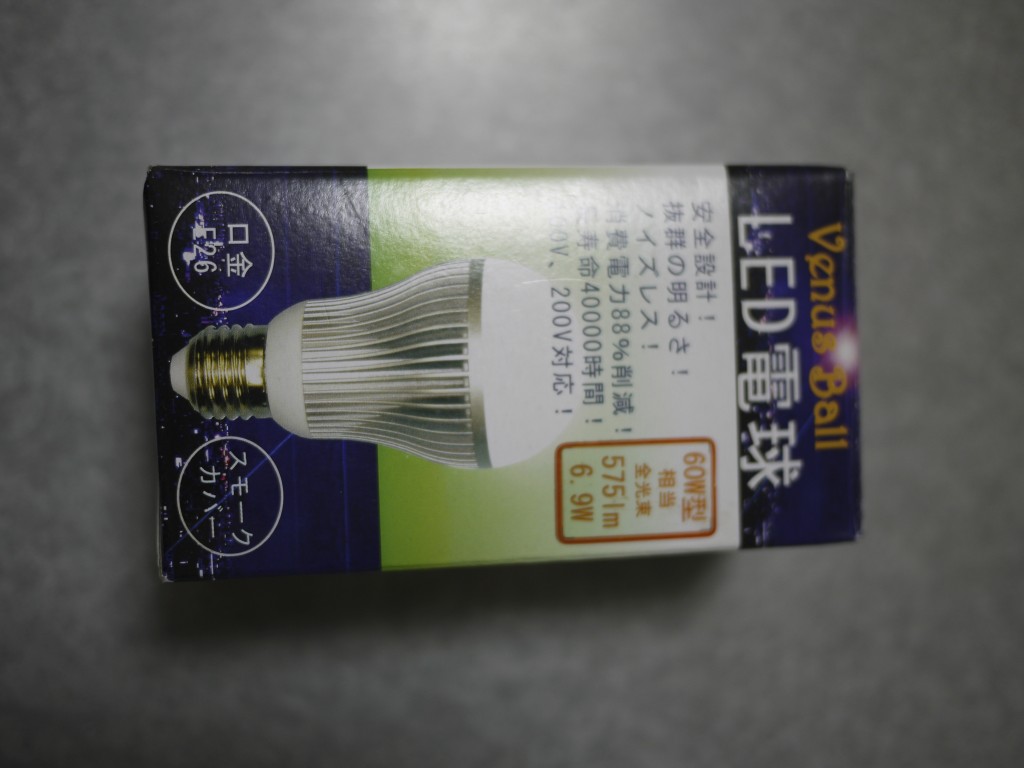 Venus Ball
LED電球
安全設計！
抜群の明るさ！
ノイズレス！
消費電力88%削減！
寿命40000時間！
0V、200V対応！
60W型
相当
全光束
575lm
6.9W
口金
E26
スモーク
カバー